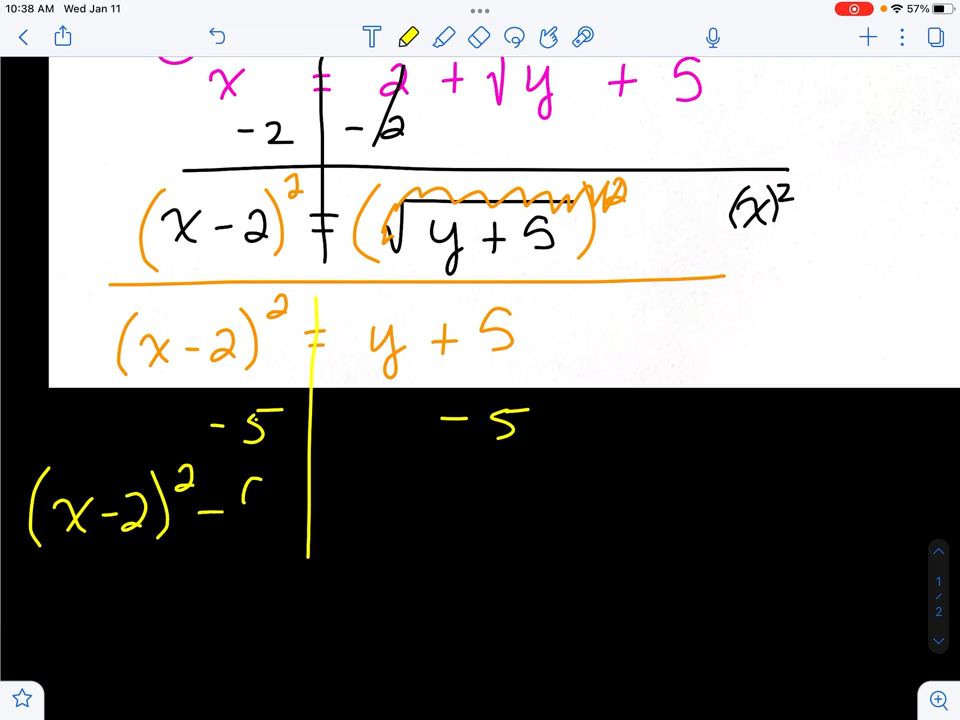 10:38 AM Wed Jan 11
57%
T
x = 2 + √y + 5
-2 -2
(x-2)² = (√y+5)²
(x)²
(x-2)² = y + 5
-5 -5
(x-2)² -
1
/
2